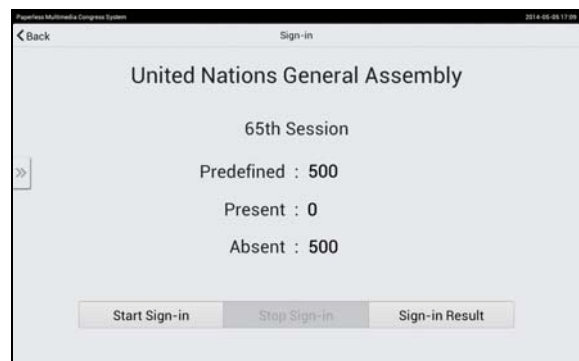 Paperless Multimedia Congress System 2014-05-05 17:09
Back Sign-in
United Nations General Assembly
65th Session
Predefined : 500
Present : 0
Absent : 500
Start Sign-in Stop Sign-in Sign-in Result